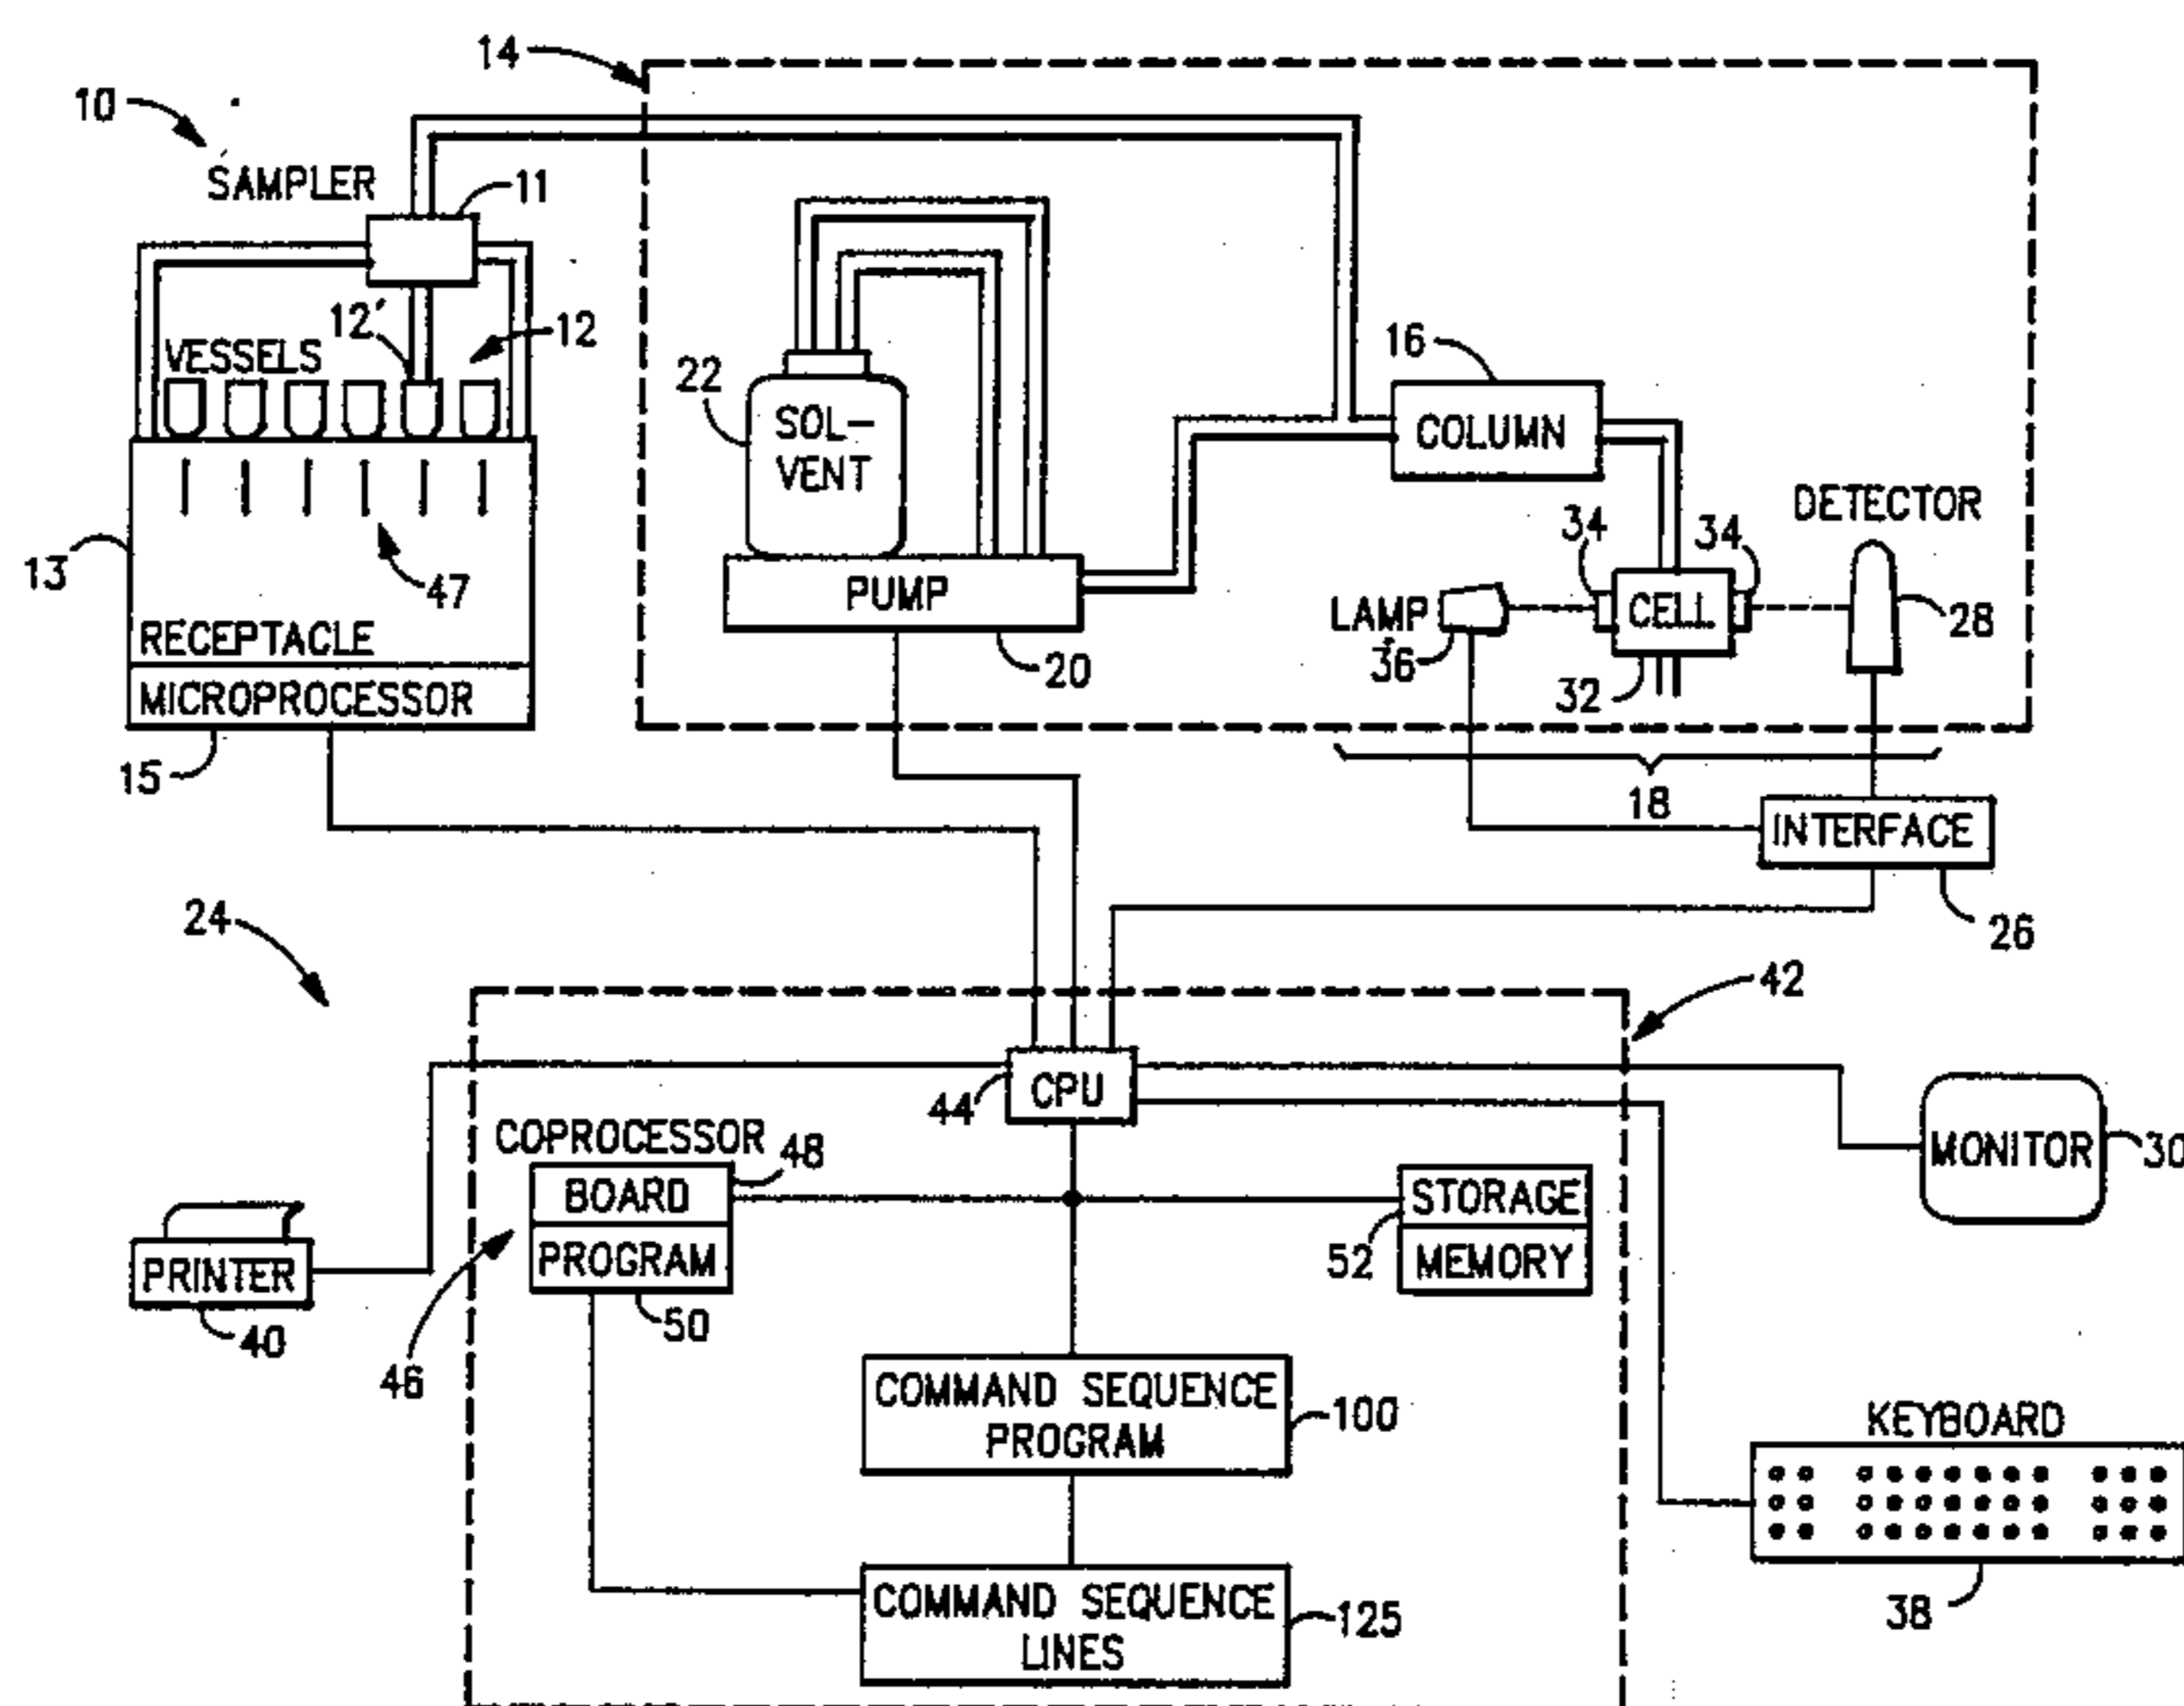 14
10
SAMPLER
11
12'
12
VESSELS
22
SOL-
VENT
16
COLUMN
DETECTOR
34
34
13
47
PUMP
LAMP
CELL
28
RECEPTACLE
36
20
32
MICROPROCESSOR
15
18
INTERFACE
24
26
42
44
CPU
COPROCESSOR
48
MONITOR
30
BOARD
STORAGE
52
PROGRAM
MEMORY
PRINTER
40
50
46
COMMAND SEQUENCE
PROGRAM
100
KEYBOARD
COMMAND SEQUENCE
LINES
125
38